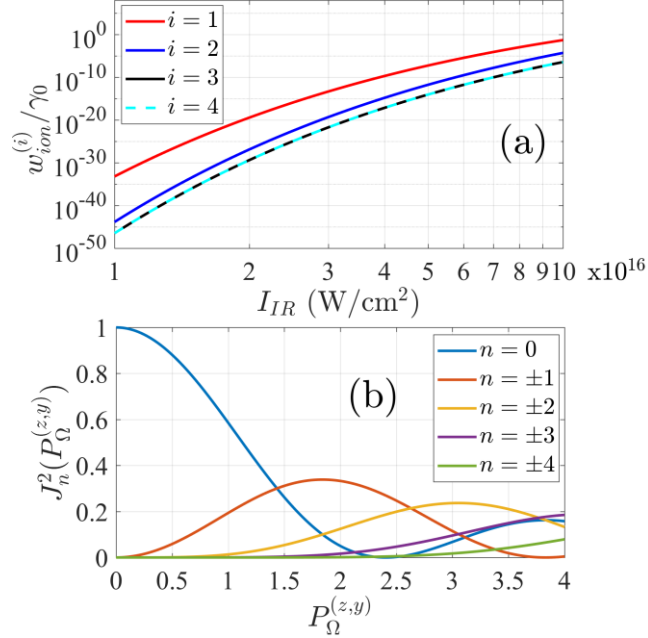 10^0
10^-10
10^-20
10^-30
10^-40
10^-50
w_ion^(i)/γ_0
i = 1
i = 2
i = 3
i = 4
(a)
1 2 3 4 5 6 7 8 9 10 x10^16
I_IR (W/cm^2)
1
0.8
0.6
0.4
0.2
0
J_n^2(P_Ω^(z,y))
(b)
n = 0
n = ±1
n = ±2
n = ±3
n = ±4
0 0.5 1 1.5 2 2.5 3 3.5 4
P_Ω^(z,y)